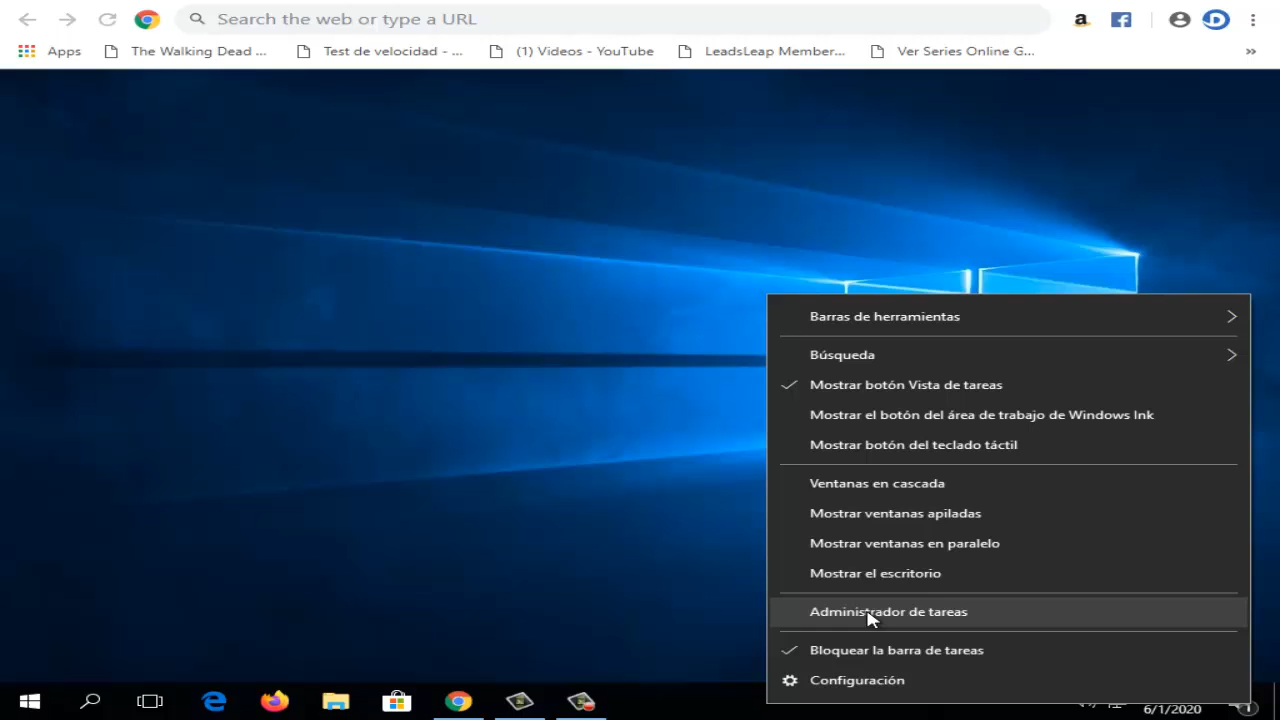 Search the web or type a URL
Apps The Walking Dead ... Test de velocidad - ... (1) Videos - YouTube LeadsLeap Member... Ver Series Online G... »
Barras de herramientas
Búsqueda
Mostrar botón Vista de tareas
Mostrar el botón del área de trabajo de Windows Ink
Mostrar botón del teclado táctil
Ventanas en cascada
Mostrar ventanas apiladas
Mostrar ventanas en paralelo
Mostrar el escritorio
Administrador de tareas
Bloquear la barra de tareas
Configuración
6/1/2020